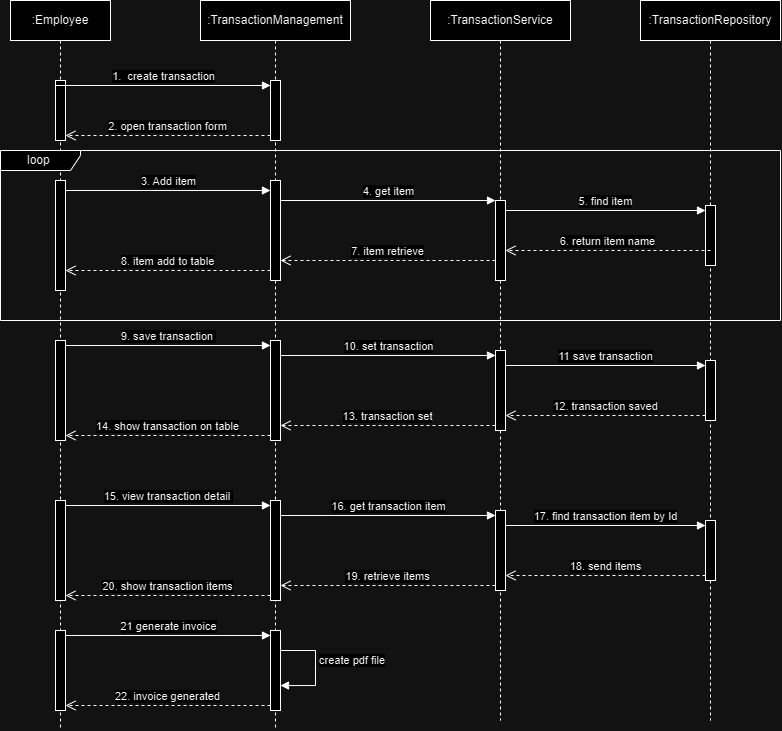 :Employee
:TransactionManagement
:TransactionService
:TransactionRepository
1. create transaction
2. open transaction form
loop
3. Add item
4. get item
5. find item
6. return item name
7. item retrieve
8. item add to table
9. save transaction
10. set transaction
11 save transaction
12. transaction saved
13. transaction set
14. show transaction on table
15. view transaction detail
16. get transaction item
17. find transaction item by Id
18. send items
19. retrieve items
20. show transaction items
21 generate invoice
create pdf file
22. invoice generated